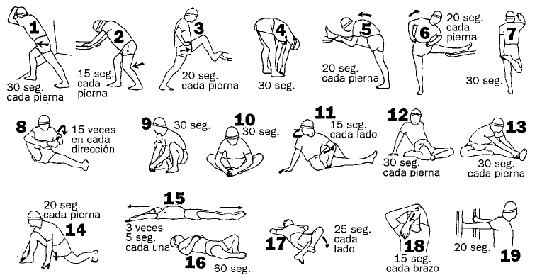 1
30 seg.
cada pierna
2
15 seg.
cada
pierna
3
20 seg.
cada pierna
4
30 seg.
5
20 seg.
cada pierna
6
20 seg.
cada
pierna
7
30 seg.
8
15 veces
en cada
dirección
9
30 seg.
10
30 seg.
11
15 seg.
cada lado
12
30 seg.
cada pierna
13
30 seg.
cada pierna
14
20 seg.
cada pierna
15
3 veces
5 seg.
cada una
16
60 seg.
17
25 seg.
cada
lado
18
15 seg.
cada brazo
19
20 seg.